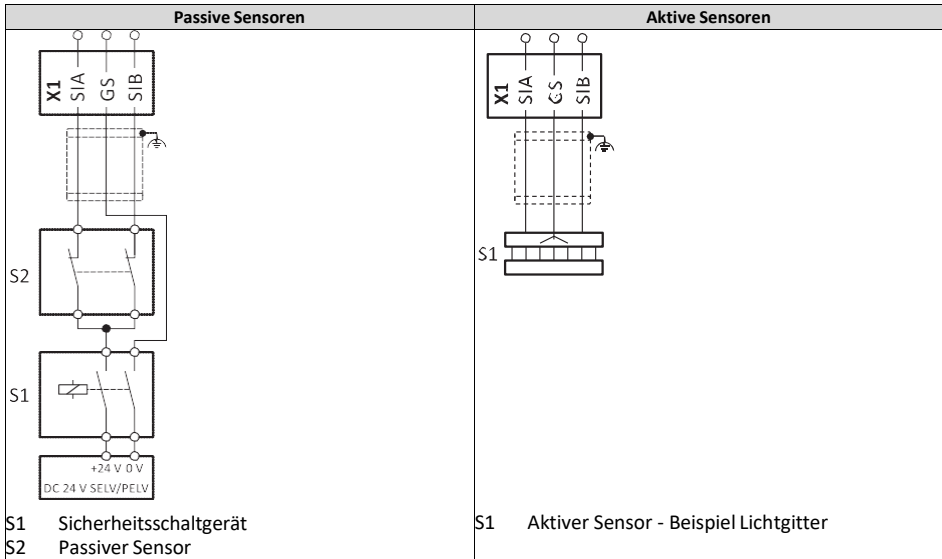 Passive Sensoren
Aktive Sensoren
X1
SIA
GS
SIB
S2
S1
+24 V 0 V
DC 24 V SELV/PELV
S1 Sicherheitsschaltgerät
S2 Passiver Sensor
X1
SIA
GS
SIB
S1
S1 Aktiver Sensor - Beispiel Lichtgitter